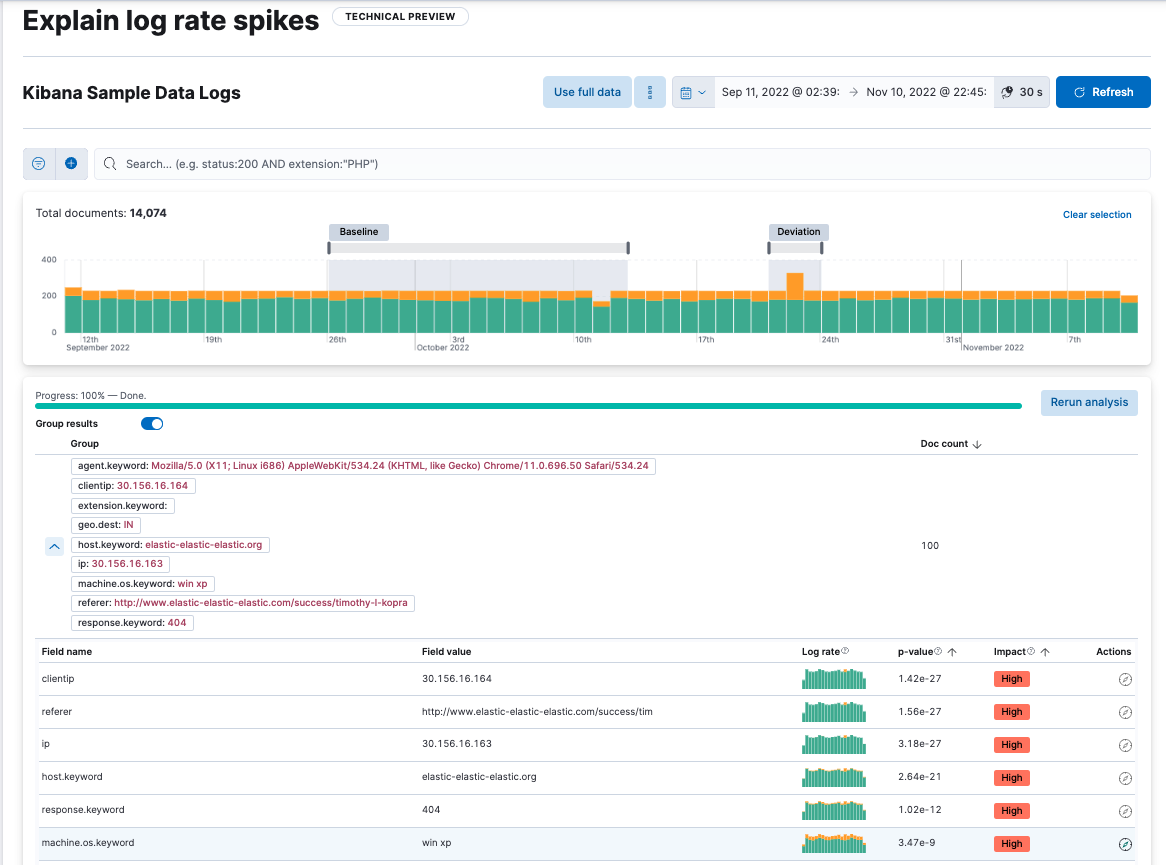 Explain log rate spikes TECHNICAL PREVIEW
Kibana Sample Data Logs Use full data Sep 11, 2022 @ 02:39: → Nov 10, 2022 @ 22:45: 30 s Refresh
Search... (e.g. status:200 AND extension:"PHP")
Total documents: 14,074 Clear selection
Baseline Deviation
400
200
0
12th 19th 26th 3rd 10th 17th 24th 31st 7th
September 2022 October 2022 November 2022
Progress: 100% — Done. Rerun analysis
Group results
Group Doc count ↓
agent.keyword: Mozilla/5.0 (X11; Linux i686) AppleWebKit/534.24 (KHTML, like Gecko) Chrome/11.0.696.50 Safari/534.24
clientip: 30.156.16.164
extension.keyword:
geo.dest: IN
host.keyword: elastic-elastic-elastic.org 100
ip: 30.156.16.163
machine.os.keyword: win xp
referer: http://www.elastic-elastic-elastic.com/success/timothy-l-kopra
response.keyword: 404
Field name Field value Log rate p-value ↑ Impact ↑ Actions
clientip 30.156.16.164 1.42e-27 High
referer http://www.elastic-elastic-elastic.com/success/tim 1.56e-27 High
ip 30.156.16.163 3.18e-27 High
host.keyword elastic-elastic-elastic.org 2.64e-21 High
response.keyword 404 1.02e-12 High
machine.os.keyword win xp 3.47e-9 High